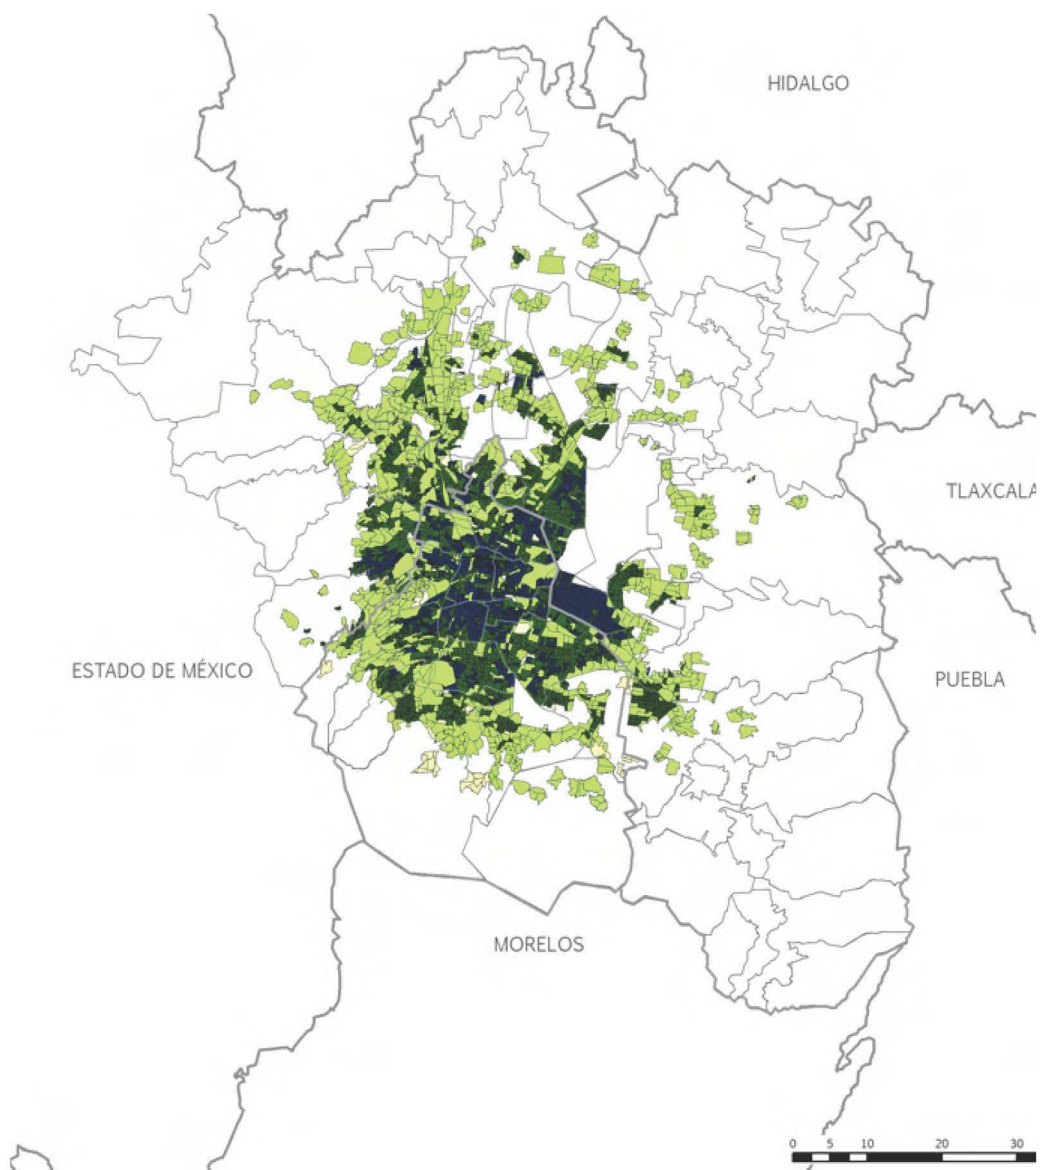 HIDALGO
TLAXCALA
ESTADO DE MÉXICO
PUEBLA
MORELOS
0 5 10 20 30